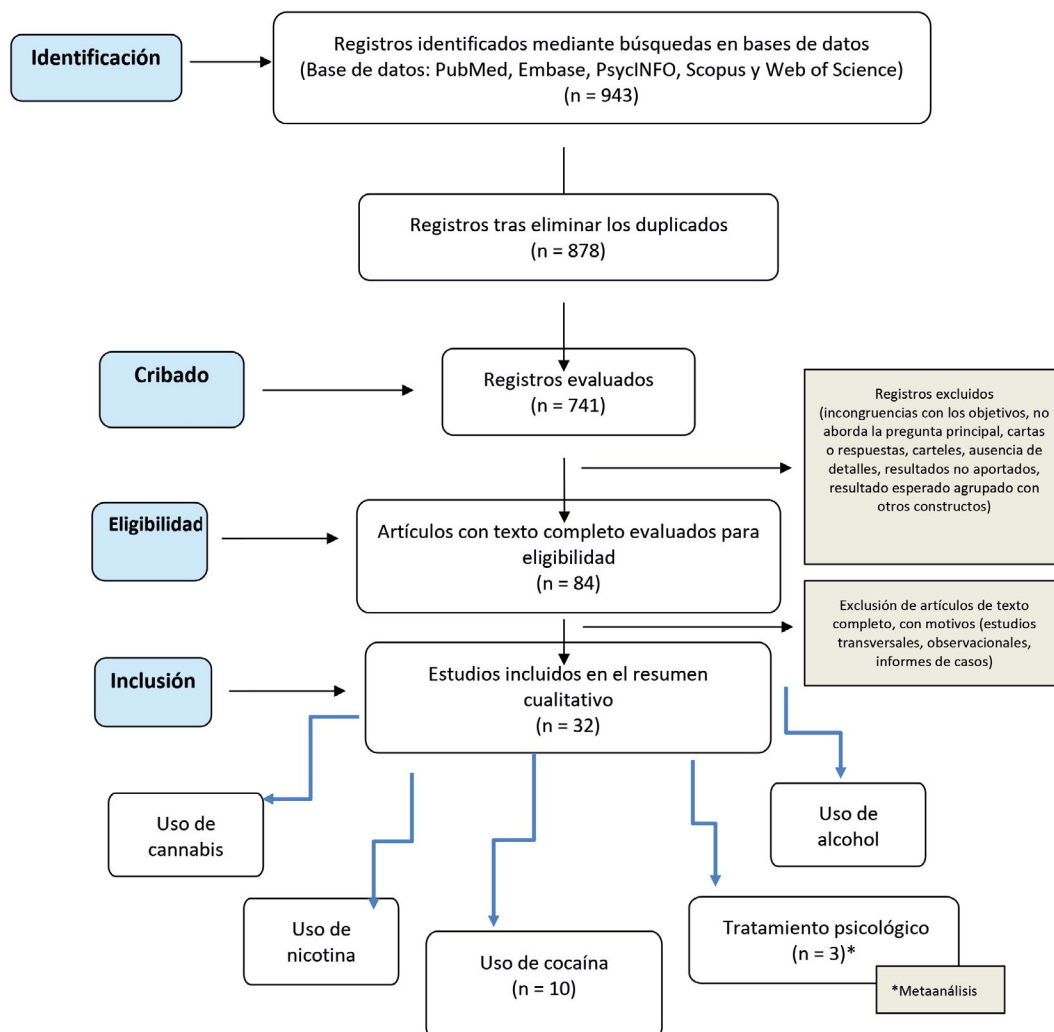 Identificación
Registros identificados mediante búsquedas en bases de datos
(Base de datos: PubMed, Embase, PsycINFO, Scopus y Web of Science)
(n = 943)
Registros tras eliminar los duplicados
(n = 878)
Cribado
Registros evaluados
(n = 741)
Registros excluidos
(incongruencias con los objetivos, no
aborda la pregunta principal, cartas
o respuestas, carteles, ausencia de
detalles, resultados no aportados,
resultado esperado agrupado con
otros constructos)
Eligibilidad
Artículos con texto completo evaluados para
eligibilidad
(n = 84)
Exclusión de artículos de texto
completo, con motivos (estudios
transversales, observacionales,
informes de casos)
Inclusión
Estudios incluidos en el resumen
cualitativo
(n = 32)
Uso de
cannabis
Uso de
nicotina
Uso de cocaína
(n = 10)
Tratamiento psicológico
(n = 3)*
*Metaanálisis
Uso de
alcohol